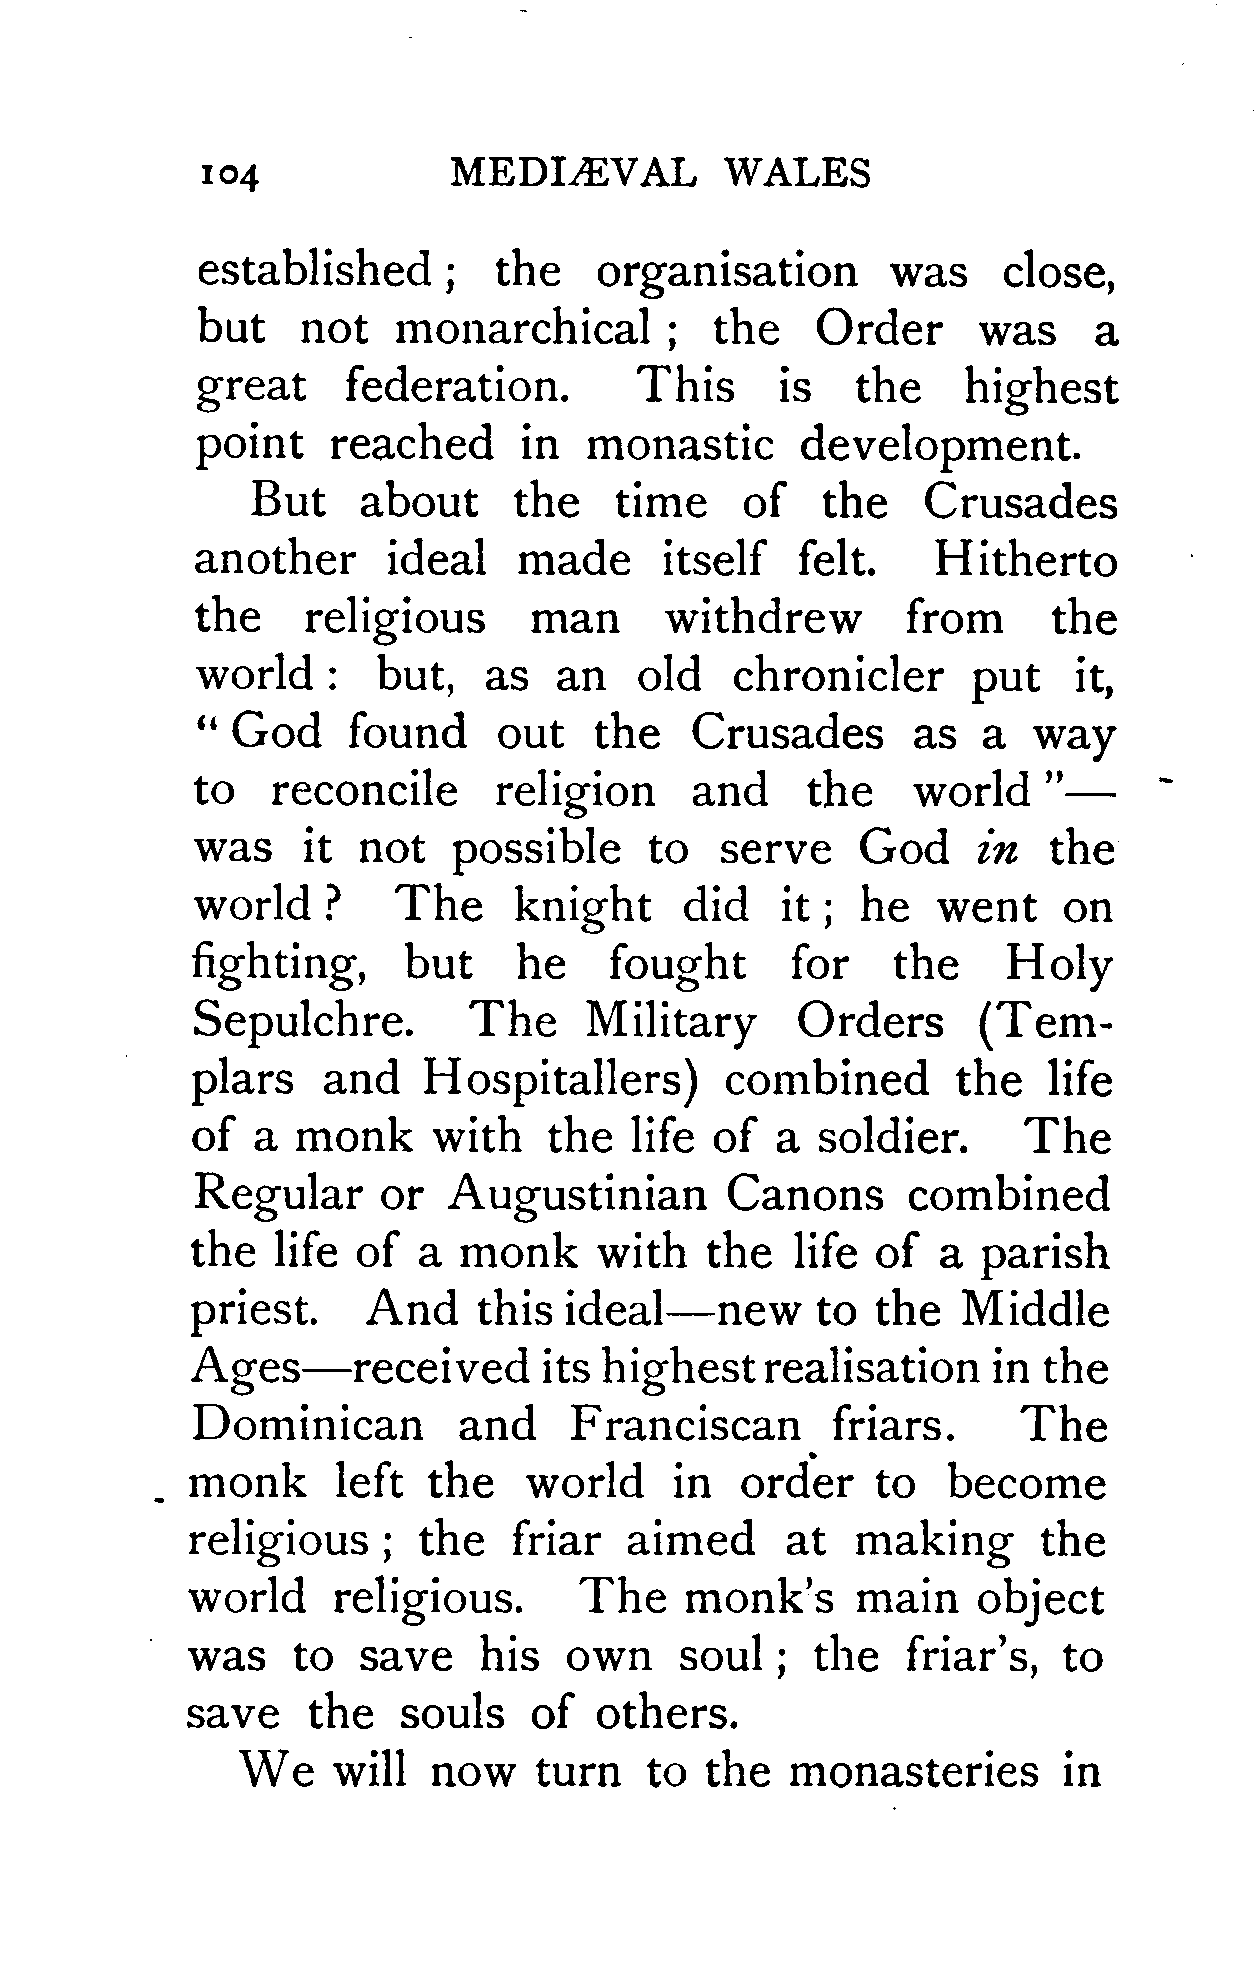 104 MEDIÆVAL WALES
established ; the organisation was close,
but not monarchical ; the Order was a
great federation. This is the highest
point reached in monastic development.
But about the time of the Crusades
another ideal made itself felt. Hitherto
the religious man withdrew from the
world : but, as an old chronicler put it,
“ God found out the Crusades as a way
to reconcile religion and the world ”—
was it not possible to serve God in the
world ? The knight did it ; he went on
fighting, but he fought for the Holy
Sepulchre. The Military Orders (Tem-
plars and Hospitallers) combined the life
of a monk with the life of a soldier. The
Regular or Augustinian Canons combined
the life of a monk with the life of a parish
priest. And this ideal—new to the Middle
Ages—received its highest realisation in the
Dominican and Franciscan friars. The
monk left the world in order to become
religious ; the friar aimed at making the
world religious. The monk's main object
was to save his own soul ; the friar's, to
save the souls of others.
We will now turn to the monasteries in